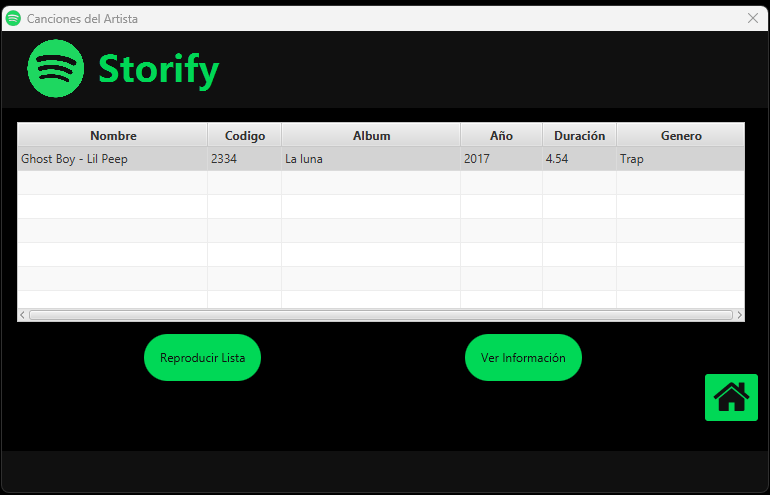 Canciones del Artista
Storify
Nombre Codigo Album Año Duración Genero
Ghost Boy - Lil Peep 2334 La luna 2017 4.54 Trap
Reproducir Lista Ver Información